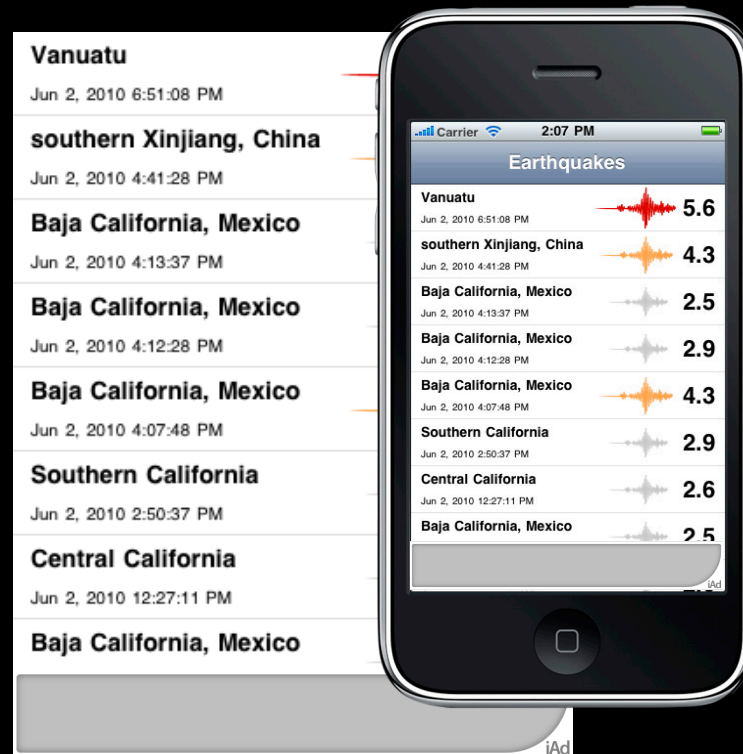 Vanuatu
Jun 2, 2010 6:51:08 PM
southern Xinjiang, China
Jun 2, 2010 4:41:28 PM
Baja California, Mexico
Jun 2, 2010 4:13:37 PM
Baja California, Mexico
Jun 2, 2010 4:12:28 PM
Baja California, Mexico
Jun 2, 2010 4:07:48 PM
Southern California
Jun 2, 2010 2:50:37 PM
Central California
Jun 2, 2010 12:27:11 PM
Baja California, Mexico
iAd
Carrier 2:07 PM
Earthquakes
Vanuatu
Jun 2, 2010 6:51:08 PM
5.6
southern Xinjiang, China
Jun 2, 2010 4:41:28 PM
4.3
Baja California, Mexico
Jun 2, 2010 4:13:37 PM
2.5
Baja California, Mexico
Jun 2, 2010 4:12:28 PM
2.9
Baja California, Mexico
Jun 2, 2010 4:07:48 PM
4.3
Southern California
Jun 2, 2010 2:50:37 PM
2.9
Central California
Jun 2, 2010 12:27:11 PM
2.6
Baja California, Mexico
2.5
iAd